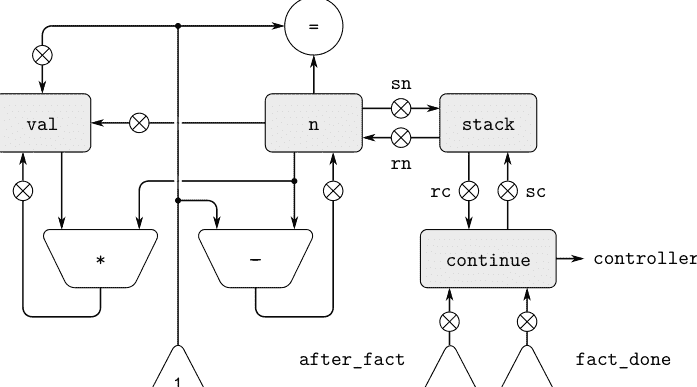 =
sn
val
n
stack
rn
rc
sc
*
−
continue
controller
after_fact
fact_done
1